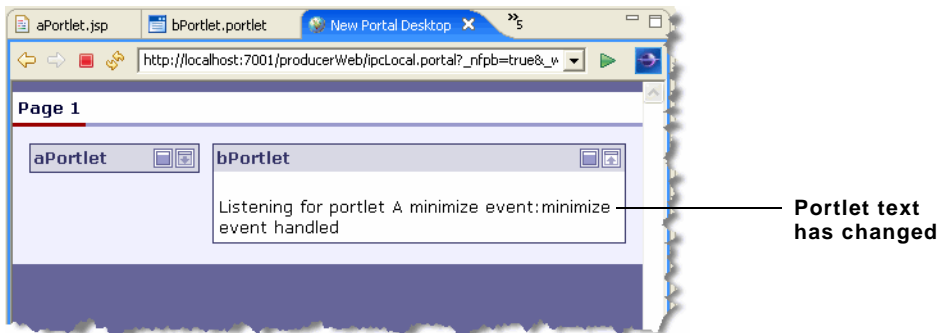 aPortlet.jsp
bPortlet.portlet
New Portal Desktop
»5
http://localhost:7001/producerWeb/ipcLocal.portal?_nfpb=true&_w
Page 1
aPortlet
bPortlet
Listening for portlet A minimize event:minimize
event handled
Portlet text
has changed